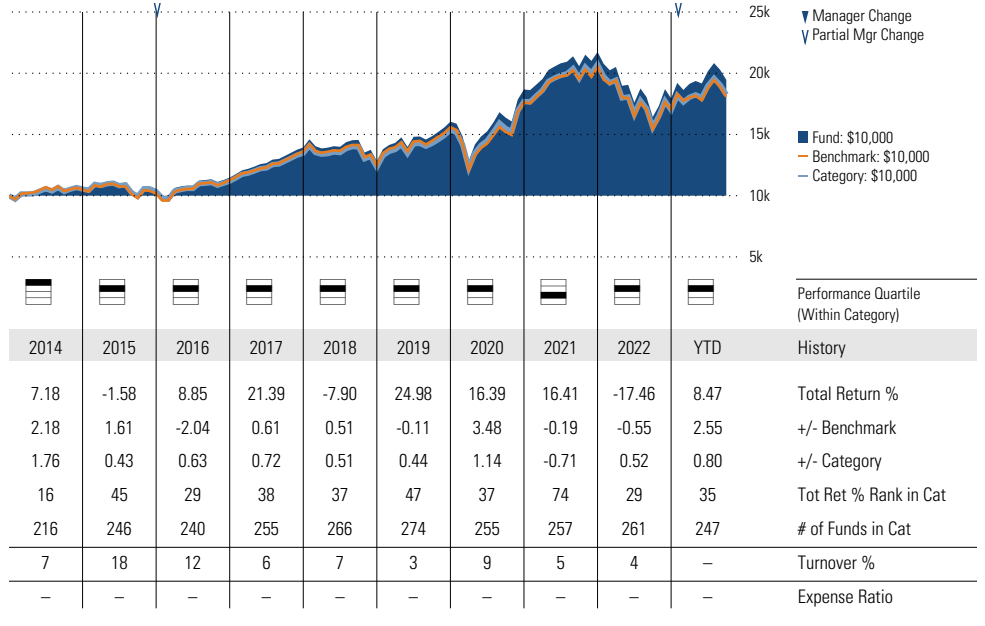 25k
20k
15k
10k
5k
Manager Change
Partial Mgr Change
Fund: $10,000
Benchmark: $10,000
Category: $10,000
Performance Quartile
(Within Category)
2014 2015 2016 2017 2018 2019 2020 2021 2022 YTD History
7.18 -1.58 8.85 21.39 -7.90 24.98 16.39 16.41 -17.46 8.47 Total Return %
2.18 1.61 -2.04 0.61 0.51 -0.11 3.48 -0.19 -0.55 2.55 +/- Benchmark
1.76 0.43 0.63 0.72 0.51 0.44 1.14 -0.71 0.52 0.80 +/- Category
16 45 29 38 37 47 37 74 29 35 Tot Ret % Rank in Cat
216 246 240 255 266 274 255 257 261 247 # of Funds in Cat
7 18 12 6 7 3 9 5 4 – Turnover %
– – – – – – – – – – Expense Ratio